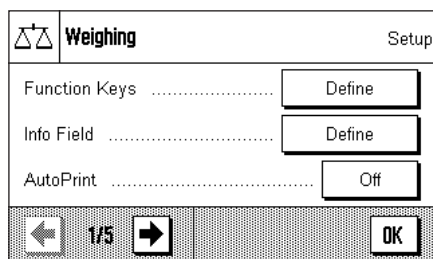 Weighing Setup
Function Keys ........................ Define
Info Field ................................ Define
AutoPrint ....................................... Off
1/5 OK